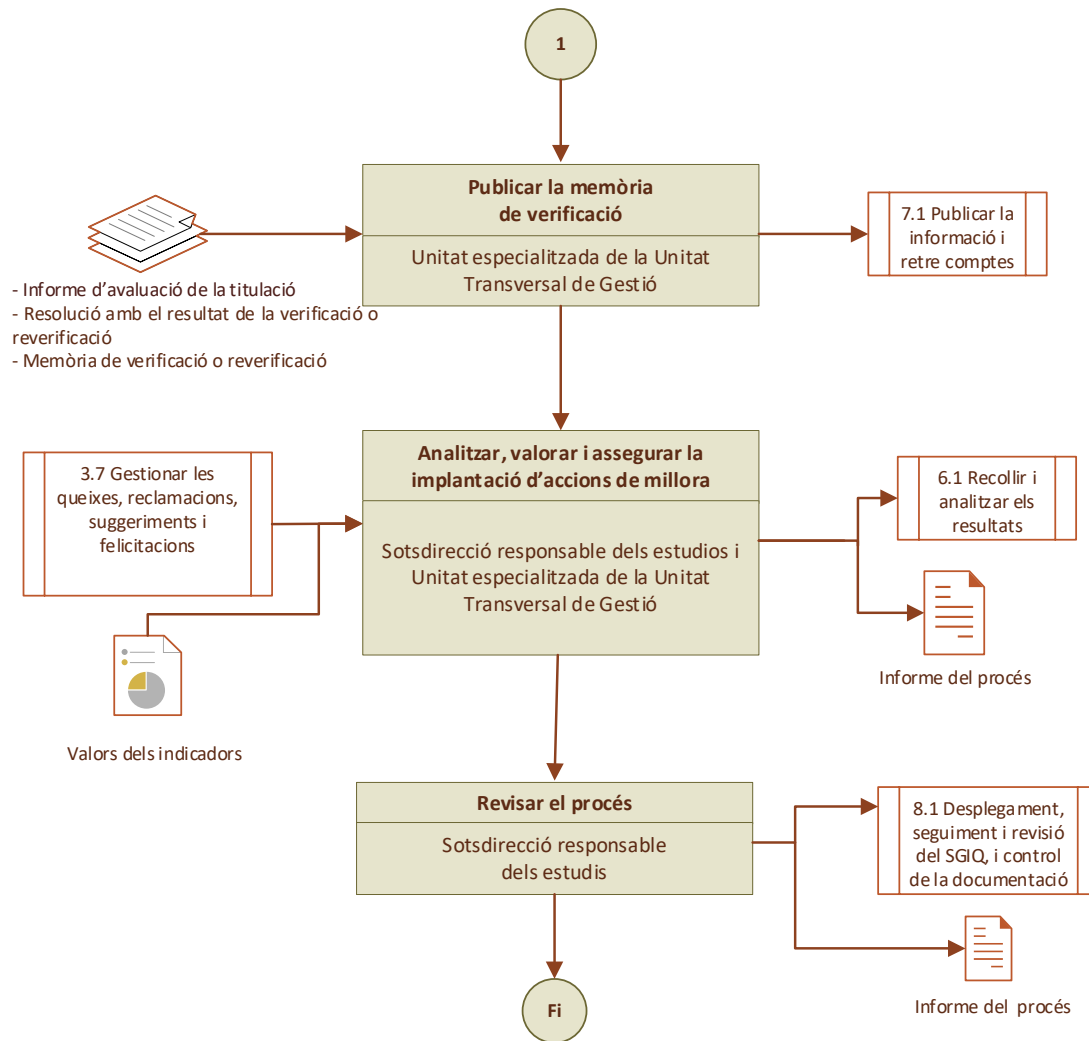 1
Publicar la memòria
de verificació
Unitat especialitzada de la Unitat
Transversal de Gestió
7.1 Publicar la
informació i
retre comptes
- Informe d'avaluació de la titulació
- Resolució amb el resultat de la verificació o
reverificació
- Memòria de verificació o reverificació
Analitzar, valorar i assegurar la
implantació d'accions de millora
Sotsdirecció responsable dels estudios i
Unitat especialitzada de la Unitat
Transversal de Gestió
3.7 Gestionar les
queixes, reclamacions,
suggeriments i
felicitacions
6.1 Recollir i
analitzar els
resultats
Informe del procés
Valors dels indicadors
Revisar el procés
Sotsdirecció responsable
dels estudis
8.1 Desplegament,
seguiment i revisió
del SGIQ, i control
de la documentació
Informe del procés
Fi